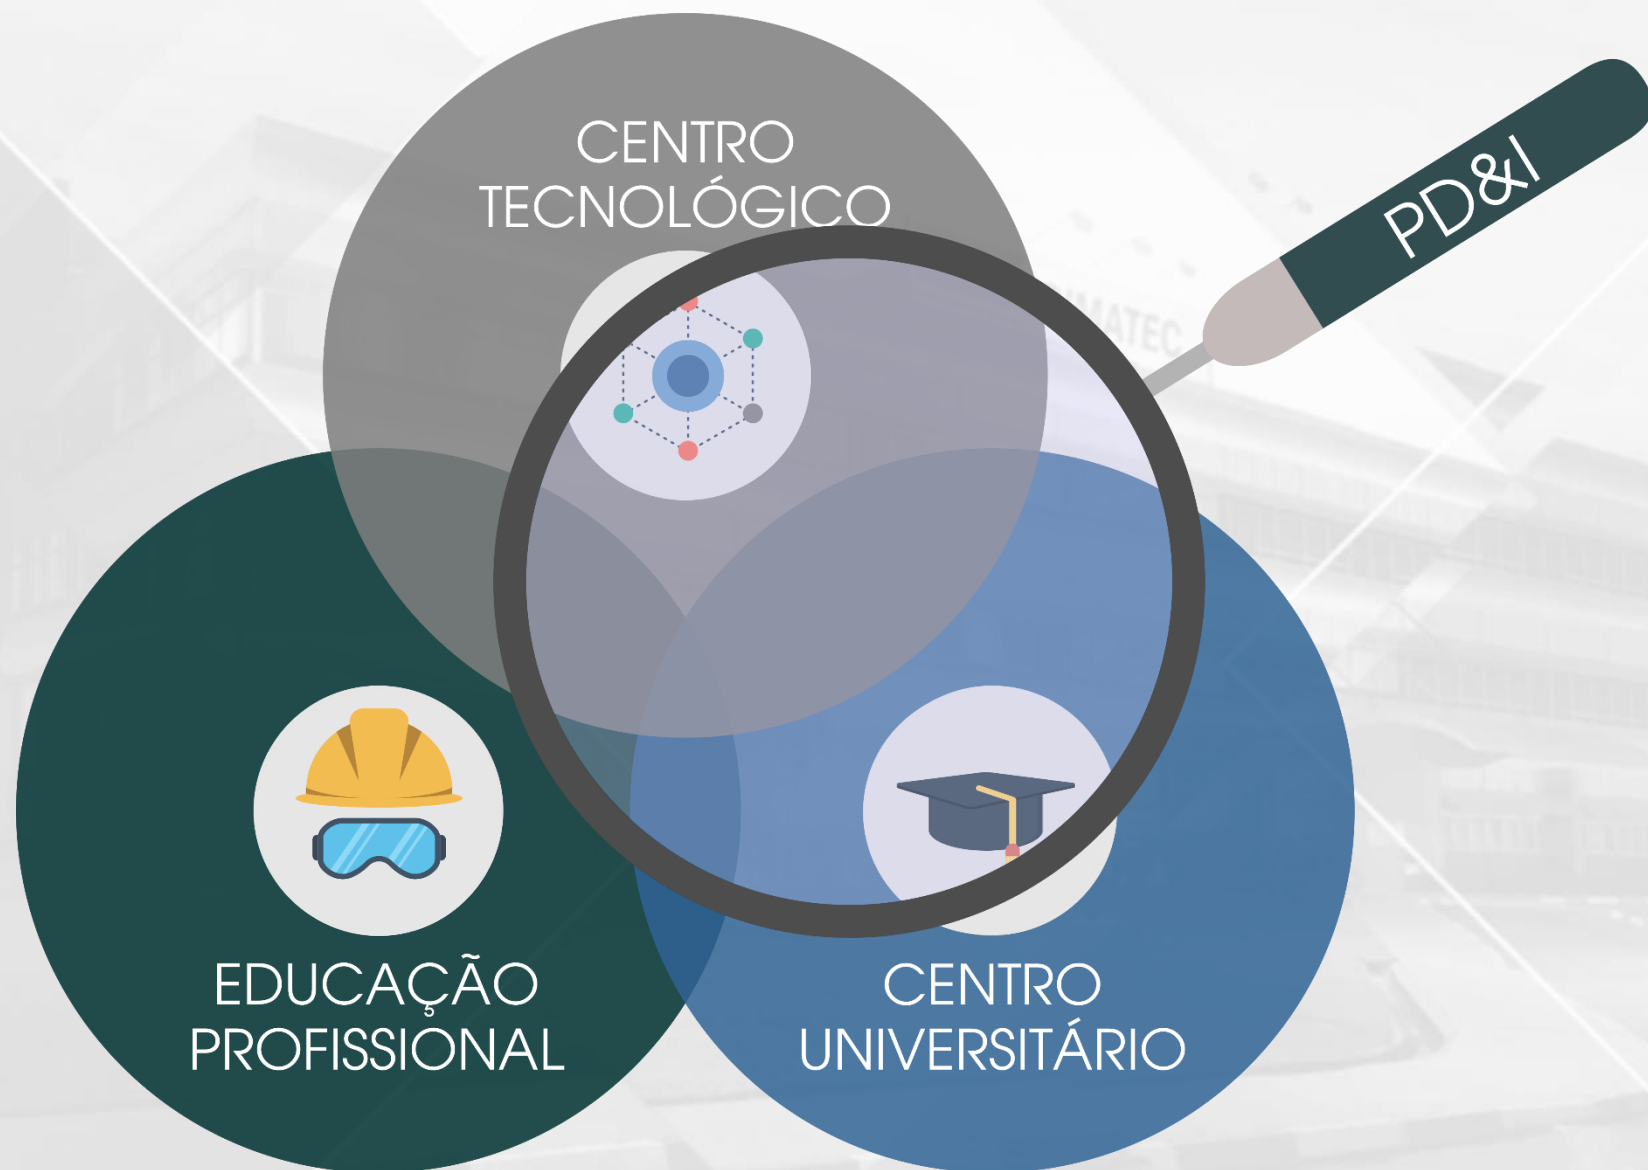 CENTRO
TECNOLÓGICO
PD&I
EDUCAÇÃO
PROFISSIONAL
CENTRO
UNIVERSITÁRIO